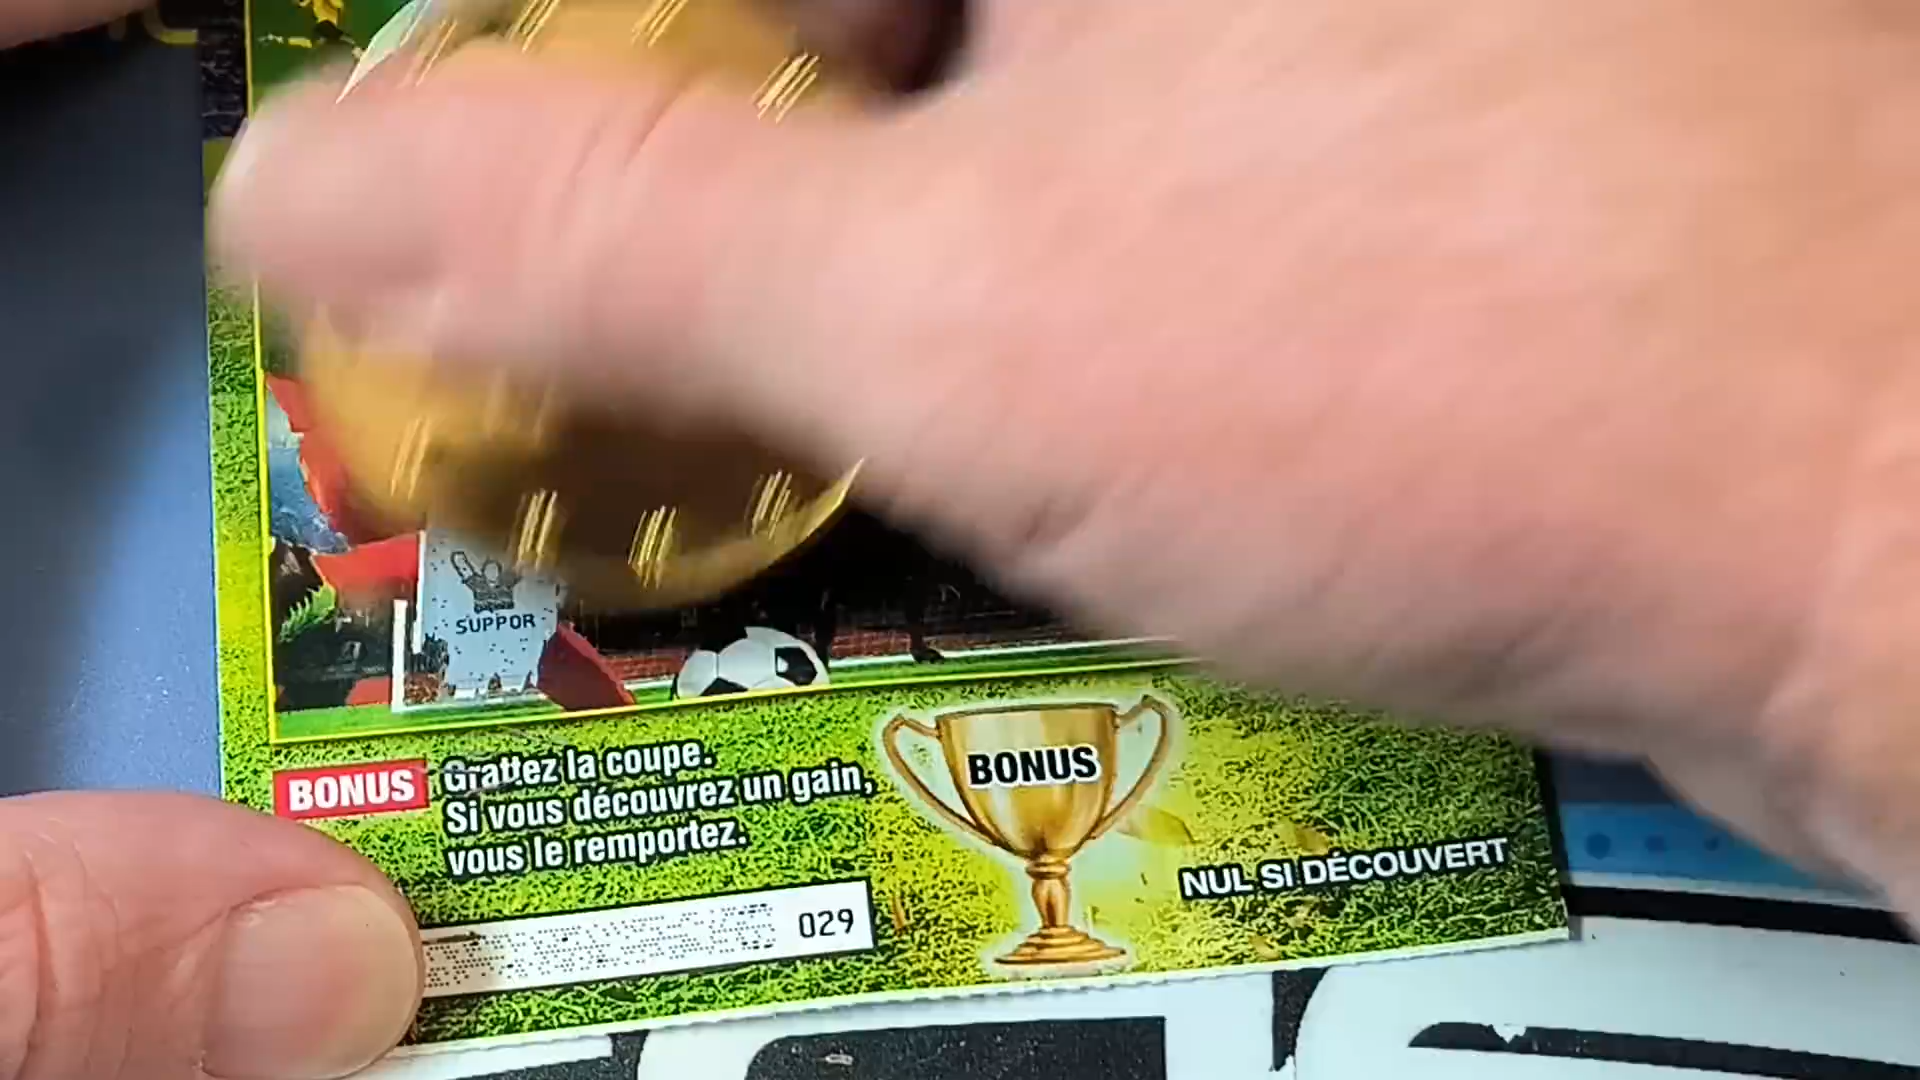 SUPPOR
BONUS
Grattez la coupe.
Si vous découvrez un gain,
vous le remportez.
BONUS
NUL SI DÉCOUVERT
029